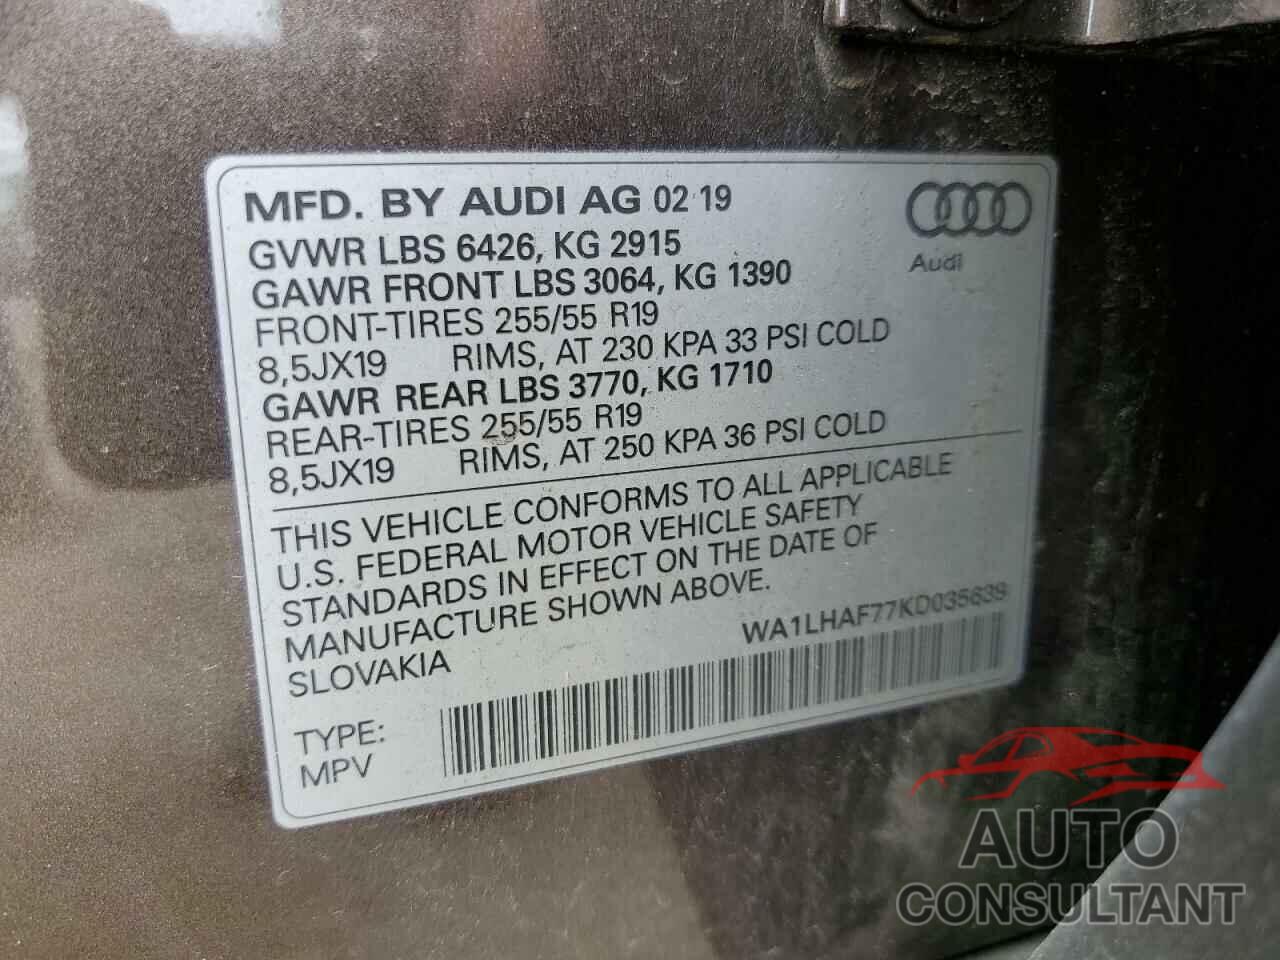 MFD. BY AUDI AG 02 19
GVWR LBS 6426, KG 2915
GAWR FRONT LBS 3064, KG 1390
FRONT-TIRES 255/55 R19
8,5JX19 RIMS, AT 230 KPA 33 PSI COLD
GAWR REAR LBS 3770, KG 1710
REAR-TIRES 255/55 R19
8,5JX19 RIMS, AT 250 KPA 36 PSI COLD
Audi
THIS VEHICLE CONFORMS TO ALL APPLICABLE
U.S. FEDERAL MOTOR VEHICLE SAFETY
STANDARDS IN EFFECT ON THE DATE OF
MANUFACTURE SHOWN ABOVE.
SLOVAKIA
WA1LHAF77KD035639
TYPE:
MPV
AUTO
CONSULTANT